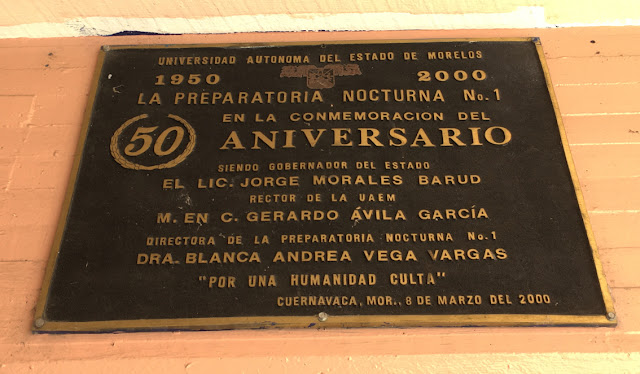 UNIVERSIDAD AUTONOMA DEL ESTADO DE MORELOS
1950 2000
LA PREPARATORIA NOCTURNA No. 1
EN LA CONMEMORACION DEL
50 ANIVERSARIO
SIENDO GOBERNADOR DEL ESTADO
EL LIC. JORGE MORALES BARUD
RECTOR DE LA UAEM
M. EN C. GERARDO ÁVILA GARCÍA
DIRECTORA DE LA PREPARATORIA NOCTURNA No. 1
DRA. BLANCA ANDREA VEGA VARGAS
"POR UNA HUMANIDAD CULTA"
CUERNAVACA, MOR., 8 DE MARZO DEL 2000